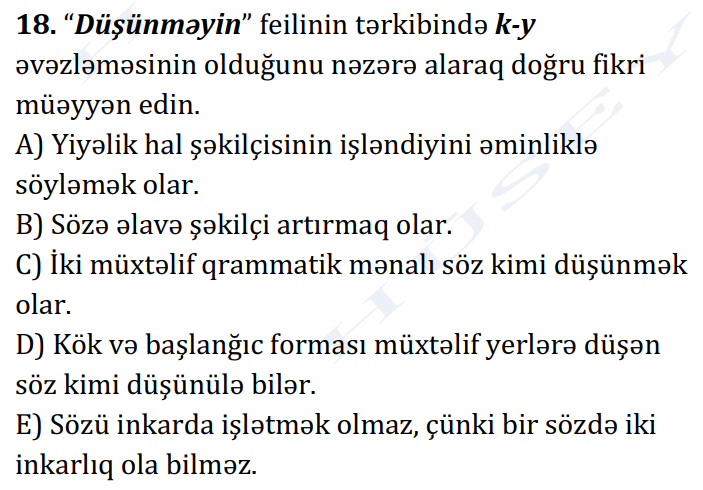 18. “Düşünməyin” feilinin tərkibində k-y
əvəzləməsinin olduğunu nəzərə alaraq doğru fikri
müəyyən edin.
A) Yiyəlik hal şəkilçisinin işləndiyini əminliklə
söyləmək olar.
B) Sözə əlavə şəkilçi artırmaq olar.
C) İki müxtəlif qrammatik mənalı söz kimi düşünmək
olar.
D) Kök və başlanğıc forması müxtəlif yerlərə düşən
söz kimi düşünülə bilər.
E) Sözü inkarda işlətmək olmaz, çünki bir sözdə iki
inkarlıq ola bilməz.
HÜSEY